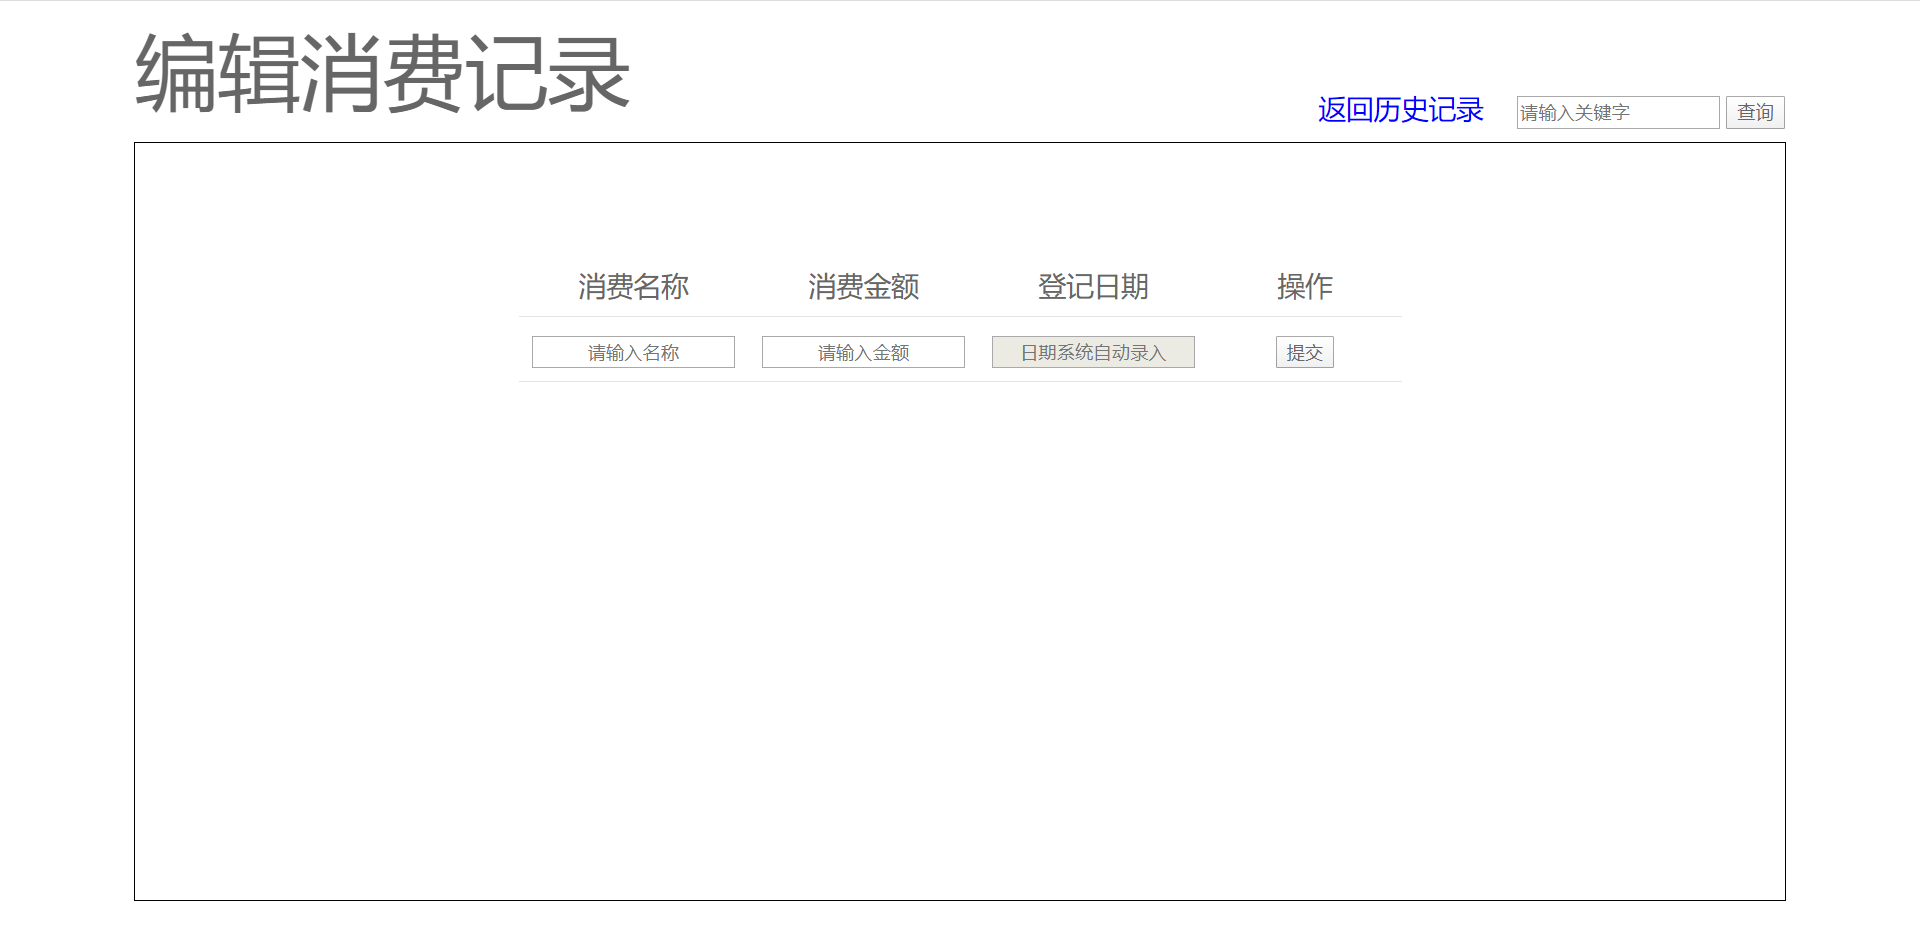 编辑消费记录
返回历史记录 请输入关键字 查询
消费名称 消费金额 登记日期 操作
请输入名称 请输入金额 日期系统自动录入 提交